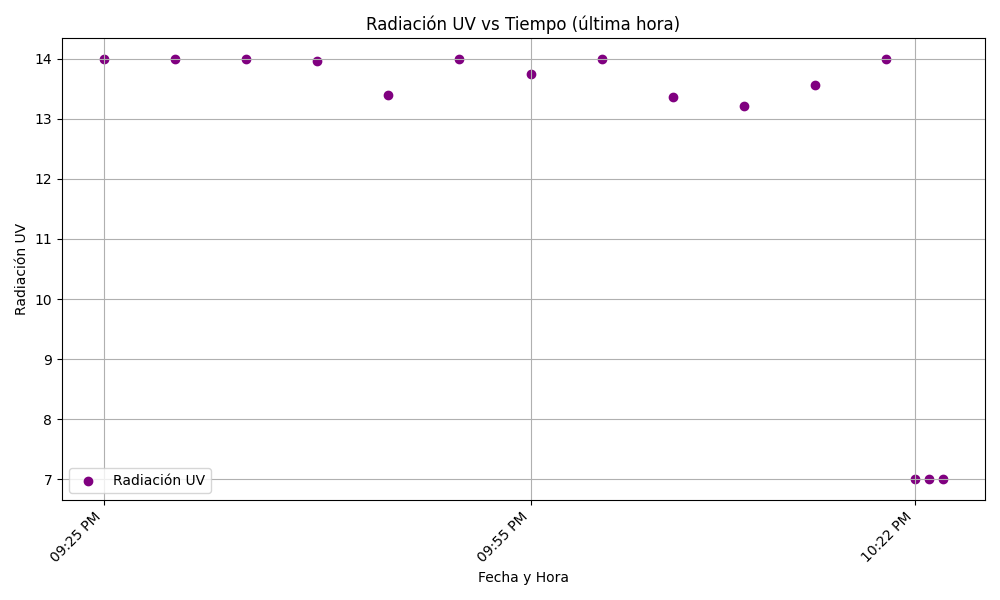 Radiación UV vs Tiempo (última hora)
14
13
12
11
10
9
8
7
Radiación UV
Radiación UV
09:25 PM
09:55 PM
10:22 PM
Fecha y Hora